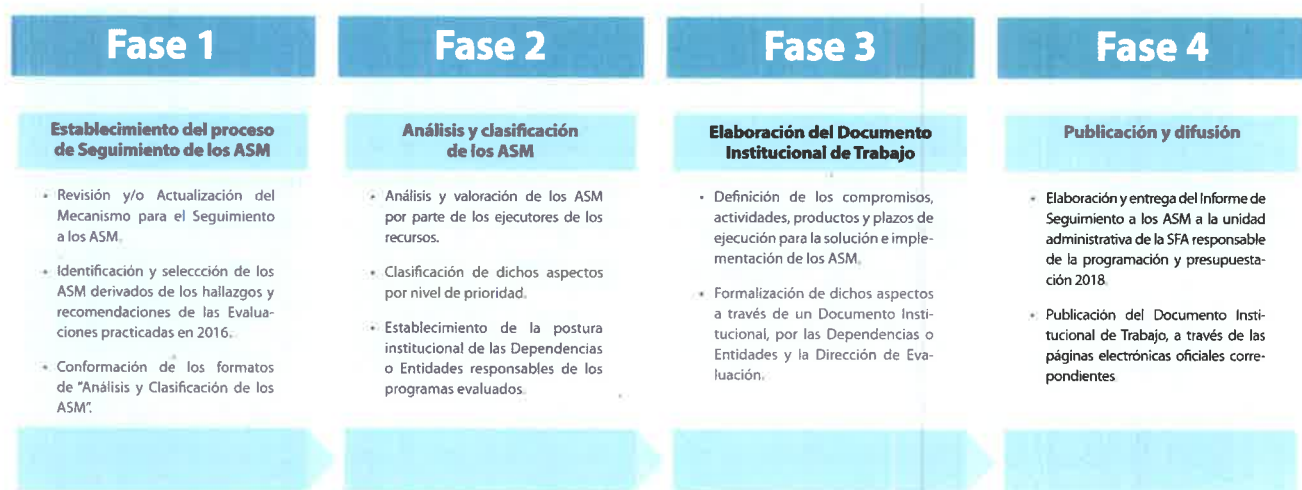 Fase 1
Establecimiento del proceso
de Seguimiento de los ASM
• Revisión y/o Actualización del
Mecanismo para el Seguimiento
a los ASM.
• Identificación y seleccción de los
ASM derivados de los hallazgos y
recomendaciones de las Evalua-
ciones practicadas en 2016.
• Conformación de los formatos
de "Análisis y Clasificación de los
ASM".
Fase 2
Análisis y clasificación
de los ASM
• Análisis y valoración de los ASM
por parte de los ejecutores de los
recursos.
• Clasificación de dichos aspectos
por nivel de prioridad.
• Establecimiento de la postura
institucional de las Dependencias
o Entidades responsables de los
programas evaluados.
Fase 3
Elaboración del Documento
Institucional de Trabajo
• Definición de los compromisos,
actividades, productos y plazos de
ejecución para la solución e imple-
mentación de los ASM.
• Formalización de dichos aspectos
a través de un Documento Insti-
tucional, por las Dependencias o
Entidades y la Dirección de Eva-
luación.
Fase 4
Publicación y difusión
• Elaboración y entrega del Informe de
Seguimiento a los ASM a la unidad
administrativa de la SFA responsable
de la programación y presupuesta-
ción 2018.
• Publicación del Documento Insti-
tucional de Trabajo, a través de las
páginas electrónicas oficiales corre-
pondientes.